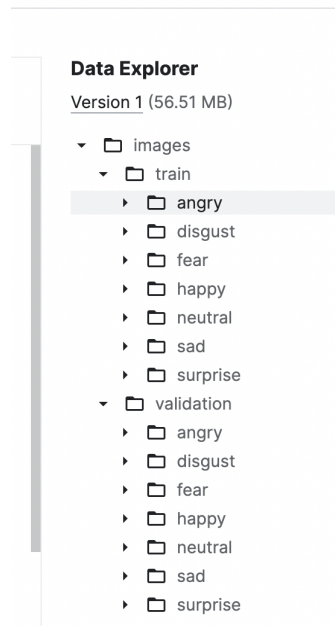 Data Explorer
Version 1 (56.51 MB)
images
train
angry
disgust
fear
happy
neutral
sad
surprise
validation
angry
disgust
fear
happy
neutral
sad
surprise